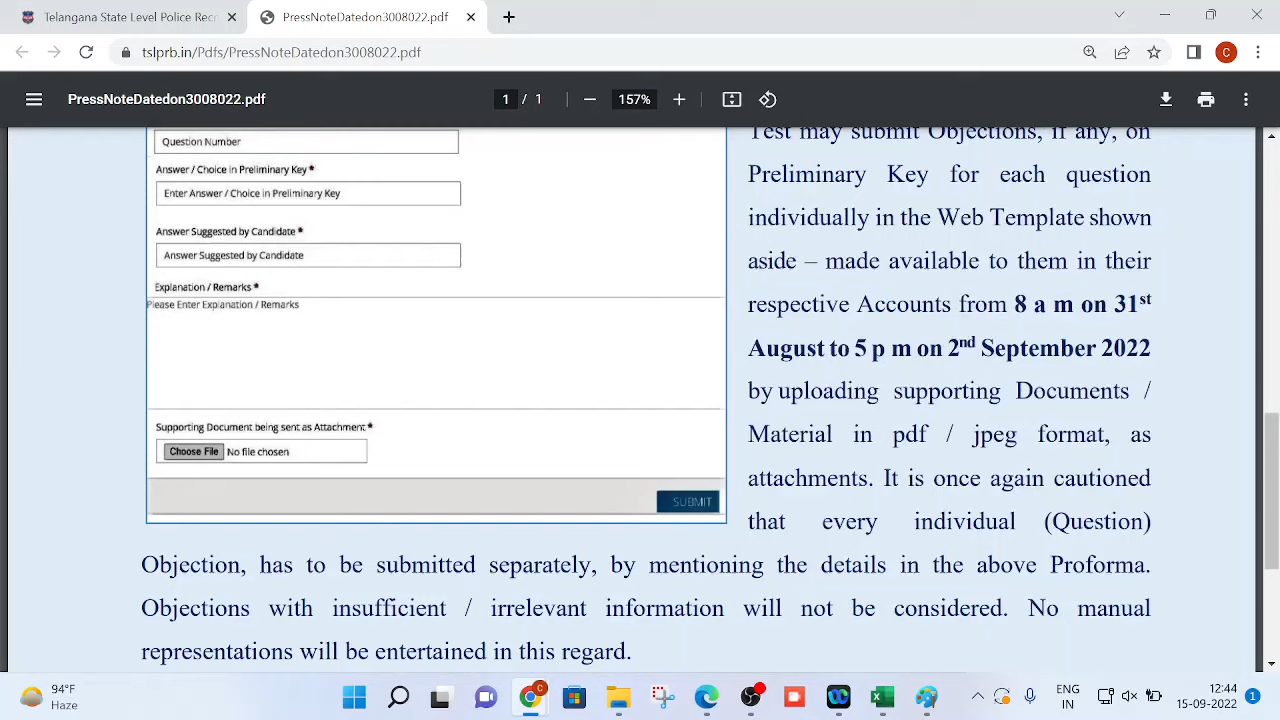 Telangana State Level Police Recr
PressNoteDatedon3008022.pdf
tslprb.in/Pdfs/PressNoteDatedon3008022.pdf
C
PressNoteDatedon3008022.pdf
1 / 1
157%
Question Number
Answer / Choice in Preliminary Key *
Enter Answer / Choice in Preliminary Key
Answer Suggested by Candidate *
Answer Suggested by Candidate
Explanation / Remarks *
Please Enter Explanation / Remarks
Supporting Document being sent as Attachment *
Choose File No file chosen
SUBMIT
Test may submit Objections, if any, on
Preliminary Key for each question
individually in the Web Template shown
aside – made available to them in their
respective Accounts from 8 a m on 31st
August to 5 p m on 2nd September 2022
by uploading supporting Documents /
Material in pdf / jpeg format, as
attachments. It is once again cautioned
that every individual (Question)
Objection, has to be submitted separately, by mentioning the details in the above Proforma.
Objections with insufficient / irrelevant information will not be considered. No manual
representations will be entertained in this regard.
94°F
Haze
C
ENG
IN
12:44
15-09-2022
1